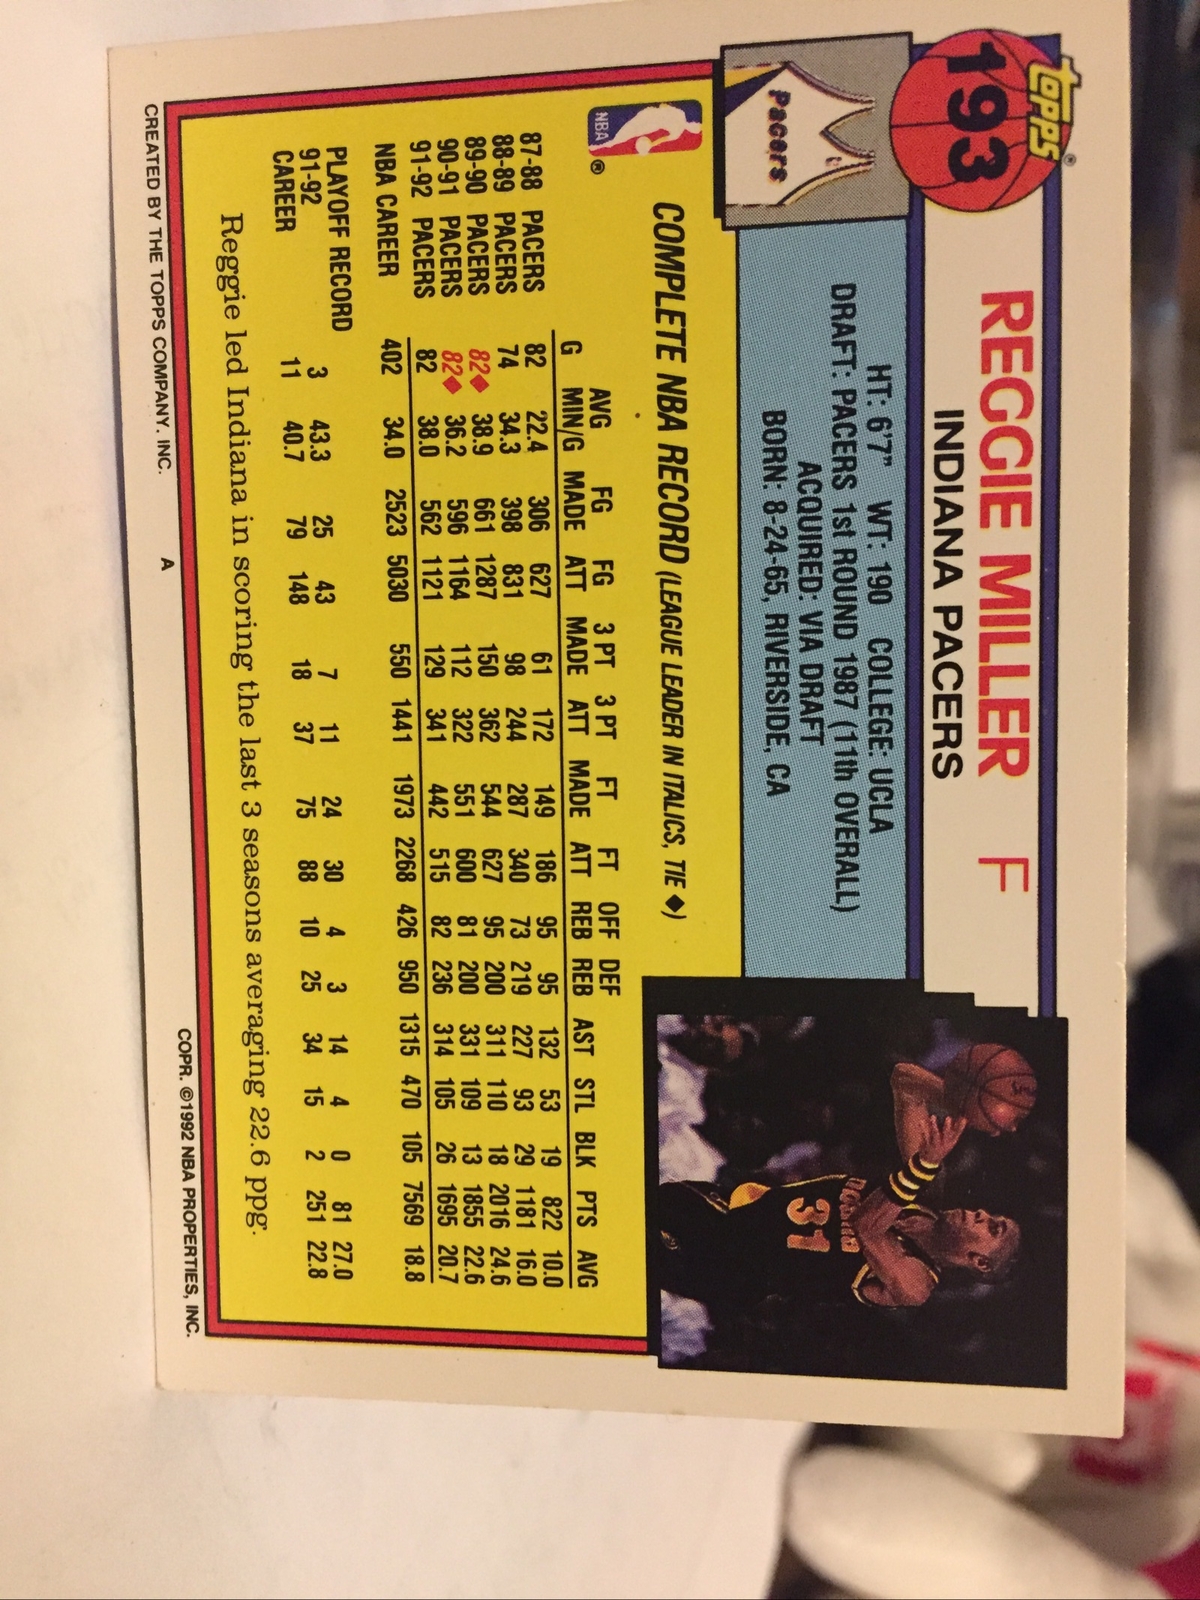 topps®
193
REGGIE MILLER F
INDIANA PACERS
Pacers
HT: 6'7" WT: 190 COLLEGE: UCLA
DRAFT: PACERS 1st ROUND 1987 (11th OVERALL)
ACQUIRED: VIA DRAFT
BORN: 8-24-65, RIVERSIDE, CA
31
NBA ®
COMPLETE NBA RECORD (LEAGUE LEADER IN ITALICS, TIE ◆)
AVG FG FG 3 PT 3 PT FT FT OFF DEF
G MIN/G MADE ATT MADE ATT MADE ATT REB REB AST STL BLK PTS AVG
87-88 PACERS 82 22.4 306 627 61 172 149 186 95 95 132 53 19 822 10.0
88-89 PACERS 74 34.3 398 831 98 244 287 340 73 219 227 93 29 1181 16.0
89-90 PACERS 82◆ 38.9 661 1287 150 362 544 627 95 200 311 110 18 2016 24.6
90-91 PACERS 82◆ 36.2 596 1164 112 322 551 600 81 200 331 109 13 1855 22.6
91-92 PACERS 82 38.0 562 1121 129 341 442 515 82 236 314 105 26 1695 20.7
NBA CAREER 402 34.0 2523 5030 550 1441 1973 2268 426 950 1315 470 105 7569 18.8
PLAYOFF RECORD
91-92 3 43.3 25 43 7 11 24 30 4 3 14 4 0 81 27.0
CAREER 11 40.7 79 148 18 37 75 88 10 25 34 15 2 251 22.8
Reggie led Indiana in scoring the last 3 seasons averaging 22.6 ppg.
CREATED BY THE TOPPS COMPANY, INC. A COPR. ©1992 NBA PROPERTIES, INC.